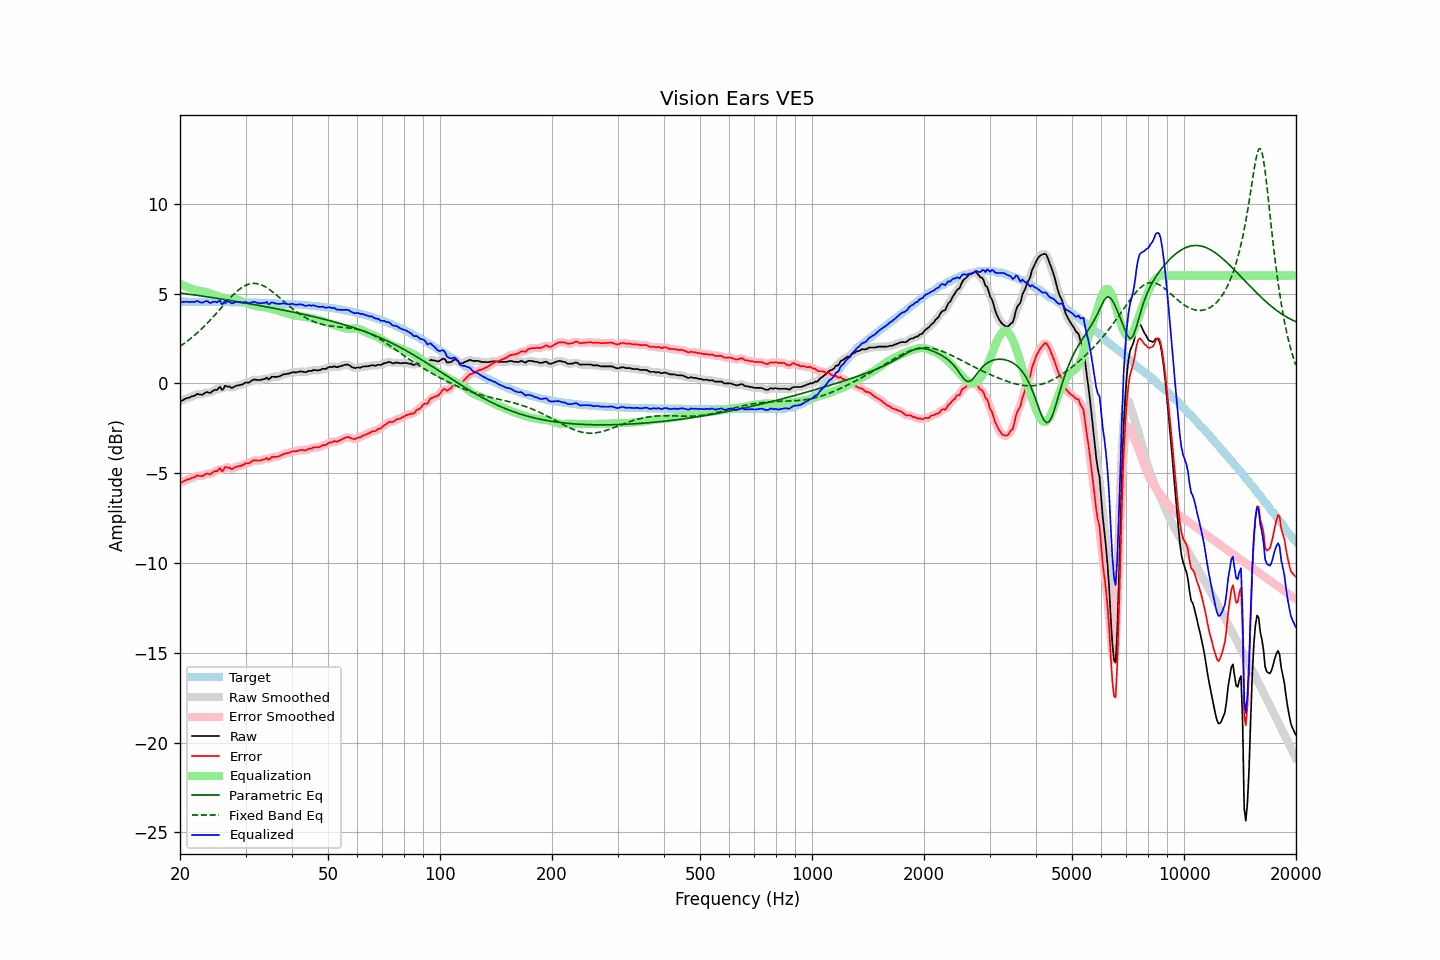 Vision Ears VE5
Amplitude (dBr)
10
5
0
−5
−10
−15
−20
−25
Target
Raw Smoothed
Error Smoothed
Raw
Error
Equalization
Parametric Eq
Fixed Band Eq
Equalized
20 50 100 200 500 1000 2000 5000 10000 20000
Frequency (Hz)